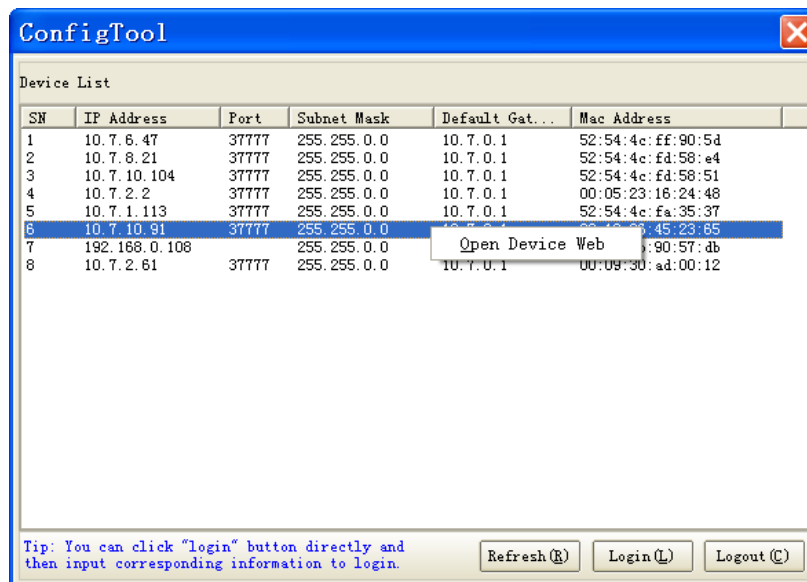 ConfigTool
Device List
SN IP Address Port Subnet Mask Default Gat... Mac Address
1 10.7.6.47 37777 255.255.0.0 10.7.0.1 52:54:4c:ff:90:5d
2 10.7.8.21 37777 255.255.0.0 10.7.0.1 52:54:4c:fd:58:e4
3 10.7.10.104 37777 255.255.0.0 10.7.0.1 52:54:4c:fd:58:51
4 10.7.2.2 37777 255.255.0.0 10.7.0.1 00:05:23:16:24:48
5 10.7.1.113 37777 255.255.0.0 10.7.0.1 52:54:4c:fa:35:37
6 10.7.10.91 37777 255.255.0.0 :45:23:65
7 192.168.0.108 255.255.0.0 :90:57:db
Open Device Web
8 10.7.2.61 37777 255.255.0.0 10.7.0.1 00:09:30:ad:00:12
Tip: You can click "login" button directly and
then input corresponding information to login.
Refresh(R) Login(L) Logout(C)